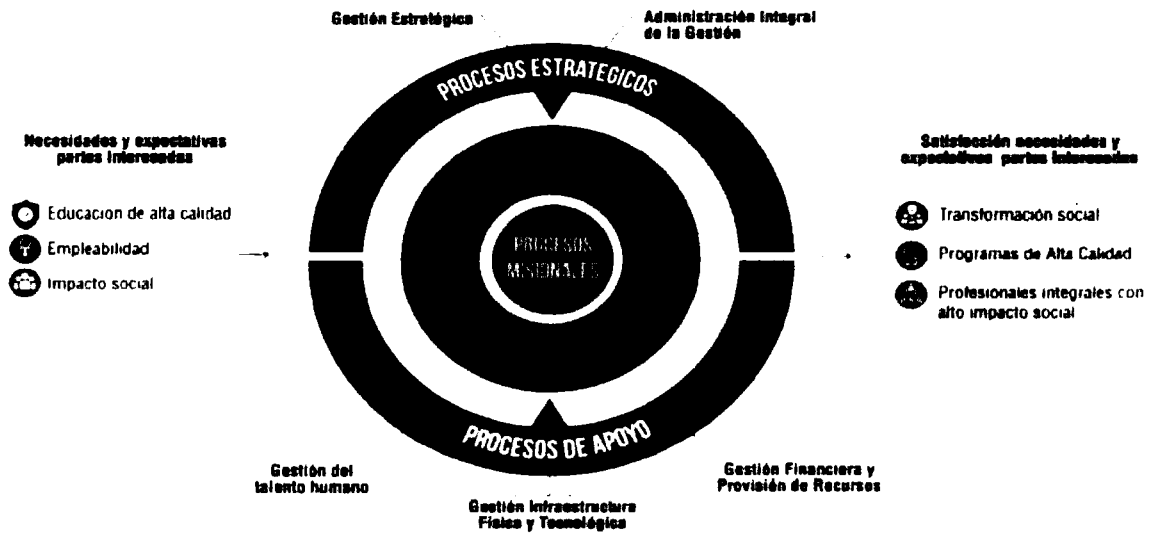 Gestión Estratégica
Administración Integral
de la Gestión
PROCESOS ESTRATEGICOS
Necesidades y expectativas
partes interesadas
Educacion de alta calidad
Empleabilidad
Impacto social
PROCESOS
MISIONALES
Satisfacción necesidades y
expectativas partes interesadas
Transformación social
Programas de Alta Calidad
Profesionales integrales con
alto impacto social
PROCESOS DE APOYO
Gestión del
talento humano
Gestión Infraestructura
Física y Tecnológica
Gestión Financiera y
Provisión de Recursos